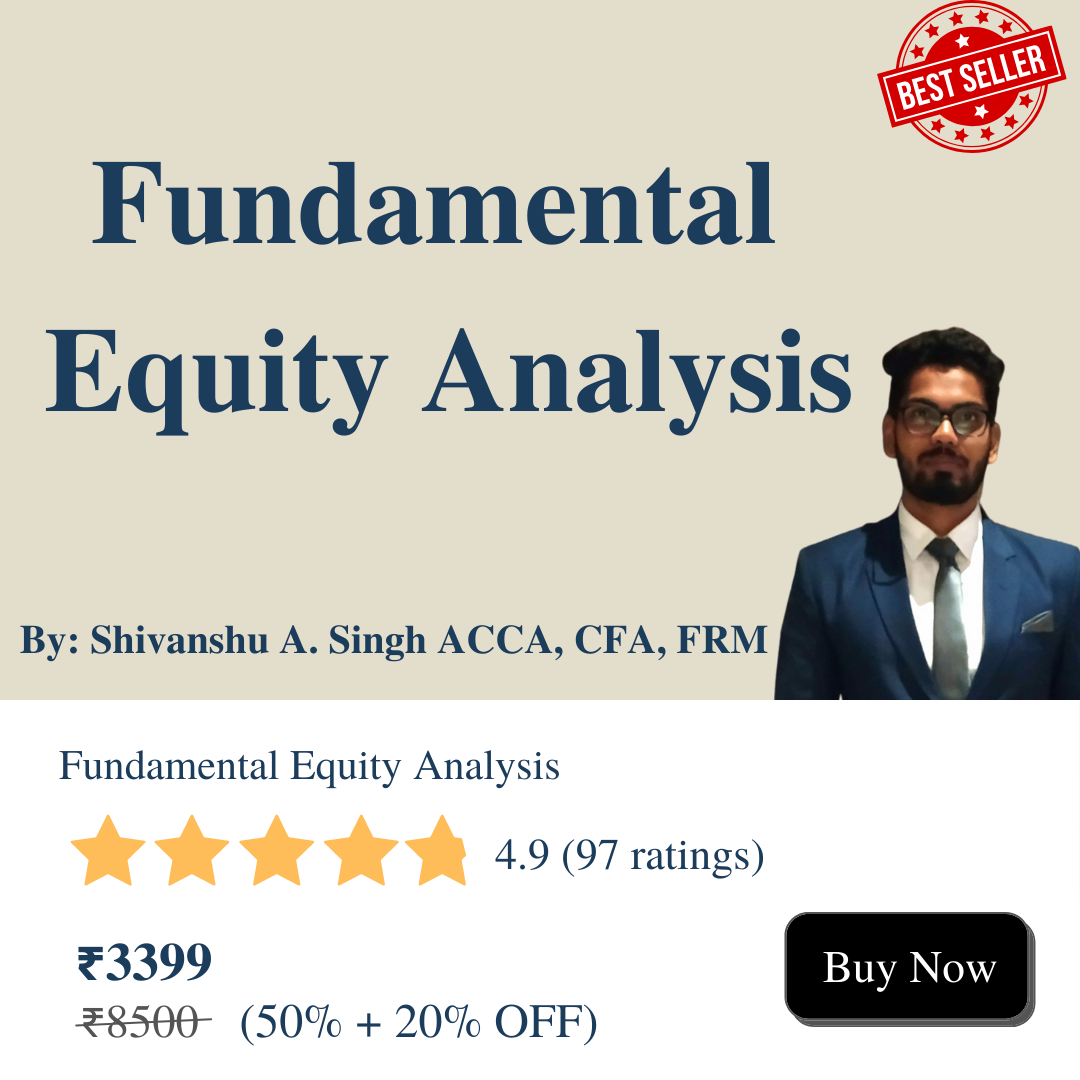 BEST SELLER
Fundamental
Equity Analysis
By: Shivanshu A. Singh ACCA, CFA, FRM
Fundamental Equity Analysis
4.9 (97 ratings)
₹3399
₹8500 (50% + 20% OFF)
Buy Now